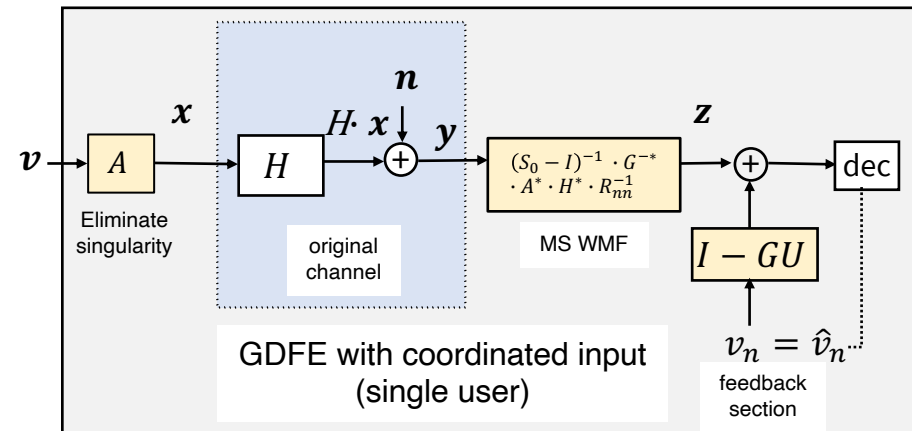 v
A
Eliminate
singularity
x
H
H· x
n
+
y
original
channel
(S₀ − I)⁻¹ · G⁻*
· A* · H* · R_{nn}^{-1}
MS WMF
z
+
dec
I − GU
v_n = v̂_n
feedback
section
GDFE with coordinated input
(single user)